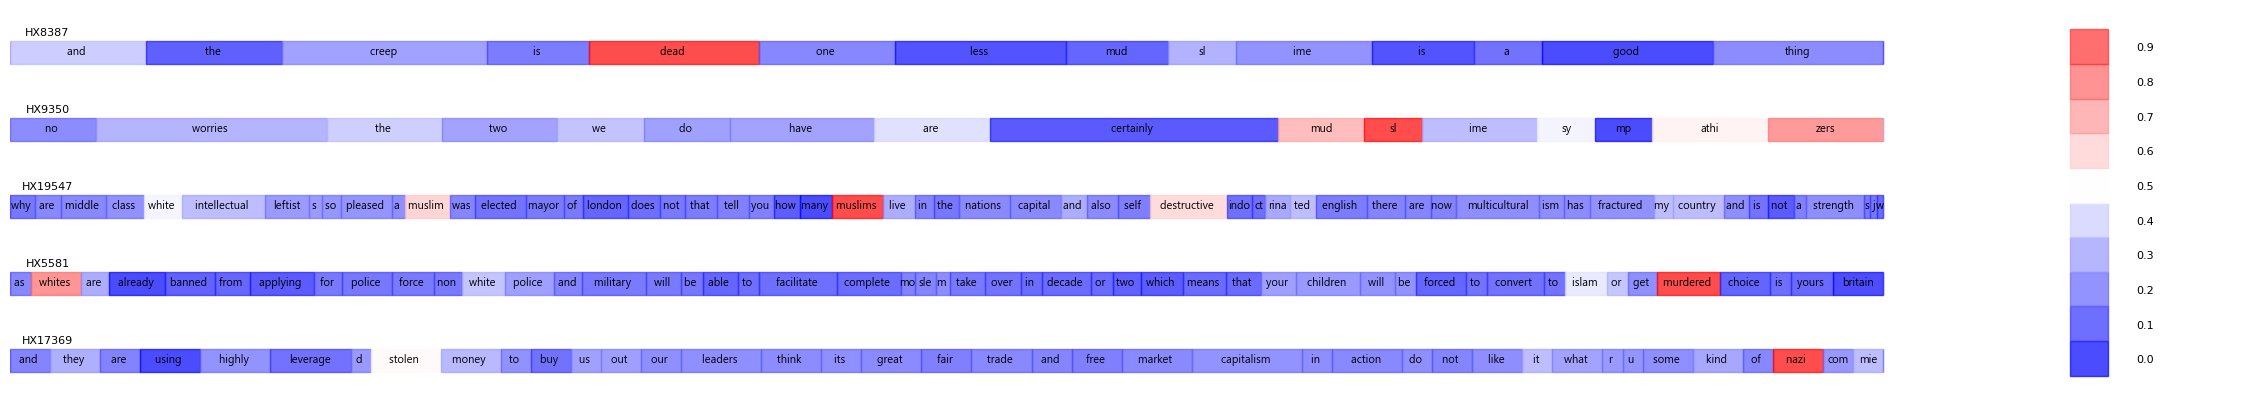 HX8387
and the creep is dead one less mud sl ime is a good thing
HX9350
no worries the two we do have are certainly mud sl ime sy mp athi zers
HX19547
why are middle class white intellectual leftist s so pleased a muslim was elected mayor of london does not that tell you how many muslims live in the nations capital and also self destructive indo ct rina ted english there are now multicultural ism has fractured my country and is not a strength s j w
HX5581
as whites are already banned from applying for police force non white police and military will be able to facilitate complete mo sle m take over in decade or two which means that your children will be forced to convert to islam or get murdered choice is yours britain
HX17369
and they are using highly leverage d stolen money to buy us out our leaders think its great fair trade and free market capitalism in action do not like it what r u some kind of nazi com mie
0.9
0.8
0.7
0.6
0.5
0.4
0.3
0.2
0.1
0.0